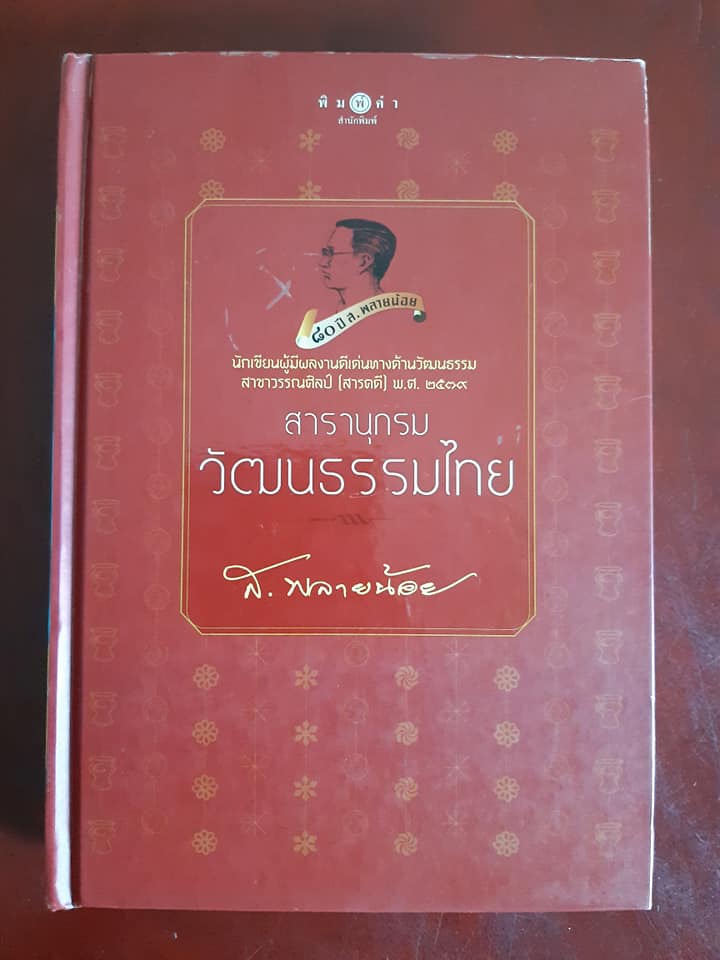 พิม พ์ คำ
สำนักพิมพ์
๘๐ ปี ส. พลายน้อย
นักเขียนผู้มีผลงานดีเด่นทางด้านวัฒนธรรม
สาขาวรรณศิลป์ (สารคดี) พ.ศ. ๒๕๓๙
สารานุกรม
วัฒนธรรมไทย
ส. พลายน้อย